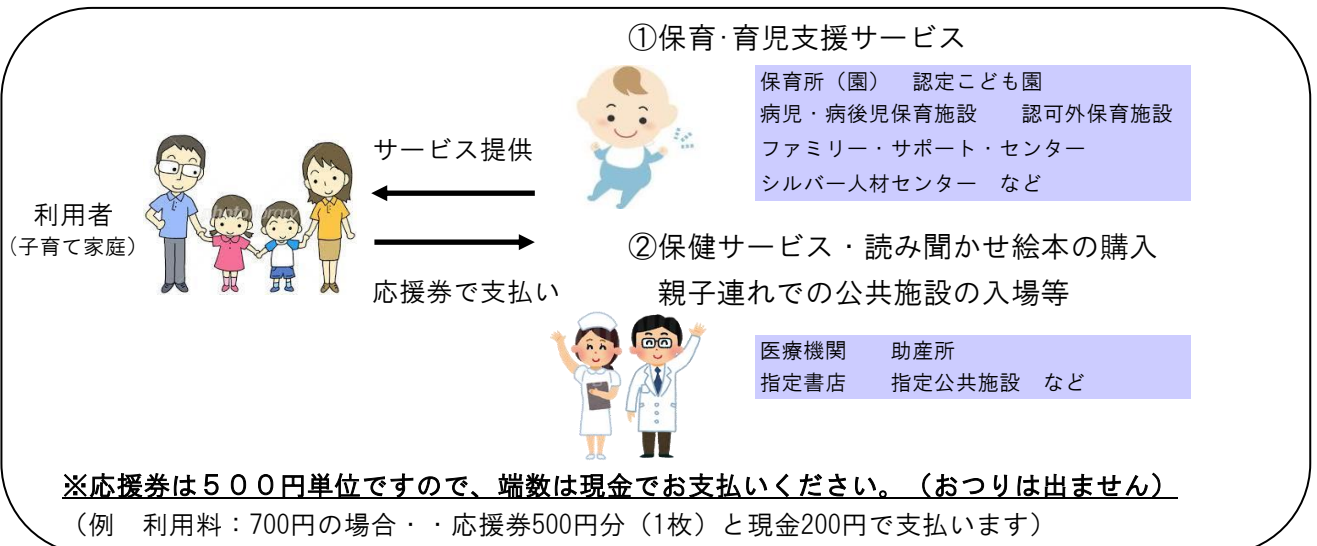 ①保育･育児支援サービス
保育所（園）　認定こども園
病児・病後児保育施設　　認可外保育施設
ファミリー・サポート・センター
シルバー人材センター　など
サービス提供
利用者
（子育て家庭）
photolibrary
応援券で支払い
②保健サービス・読み聞かせ絵本の購入
親子連れでの公共施設の入場等
医療機関　　助産所
指定書店　　指定公共施設　など
※応援券は５００円単位ですので、端数は現金でお支払いください。（おつりは出ません）
（例　利用料：700円の場合・・応援券500円分（1枚）と現金200円で支払います）